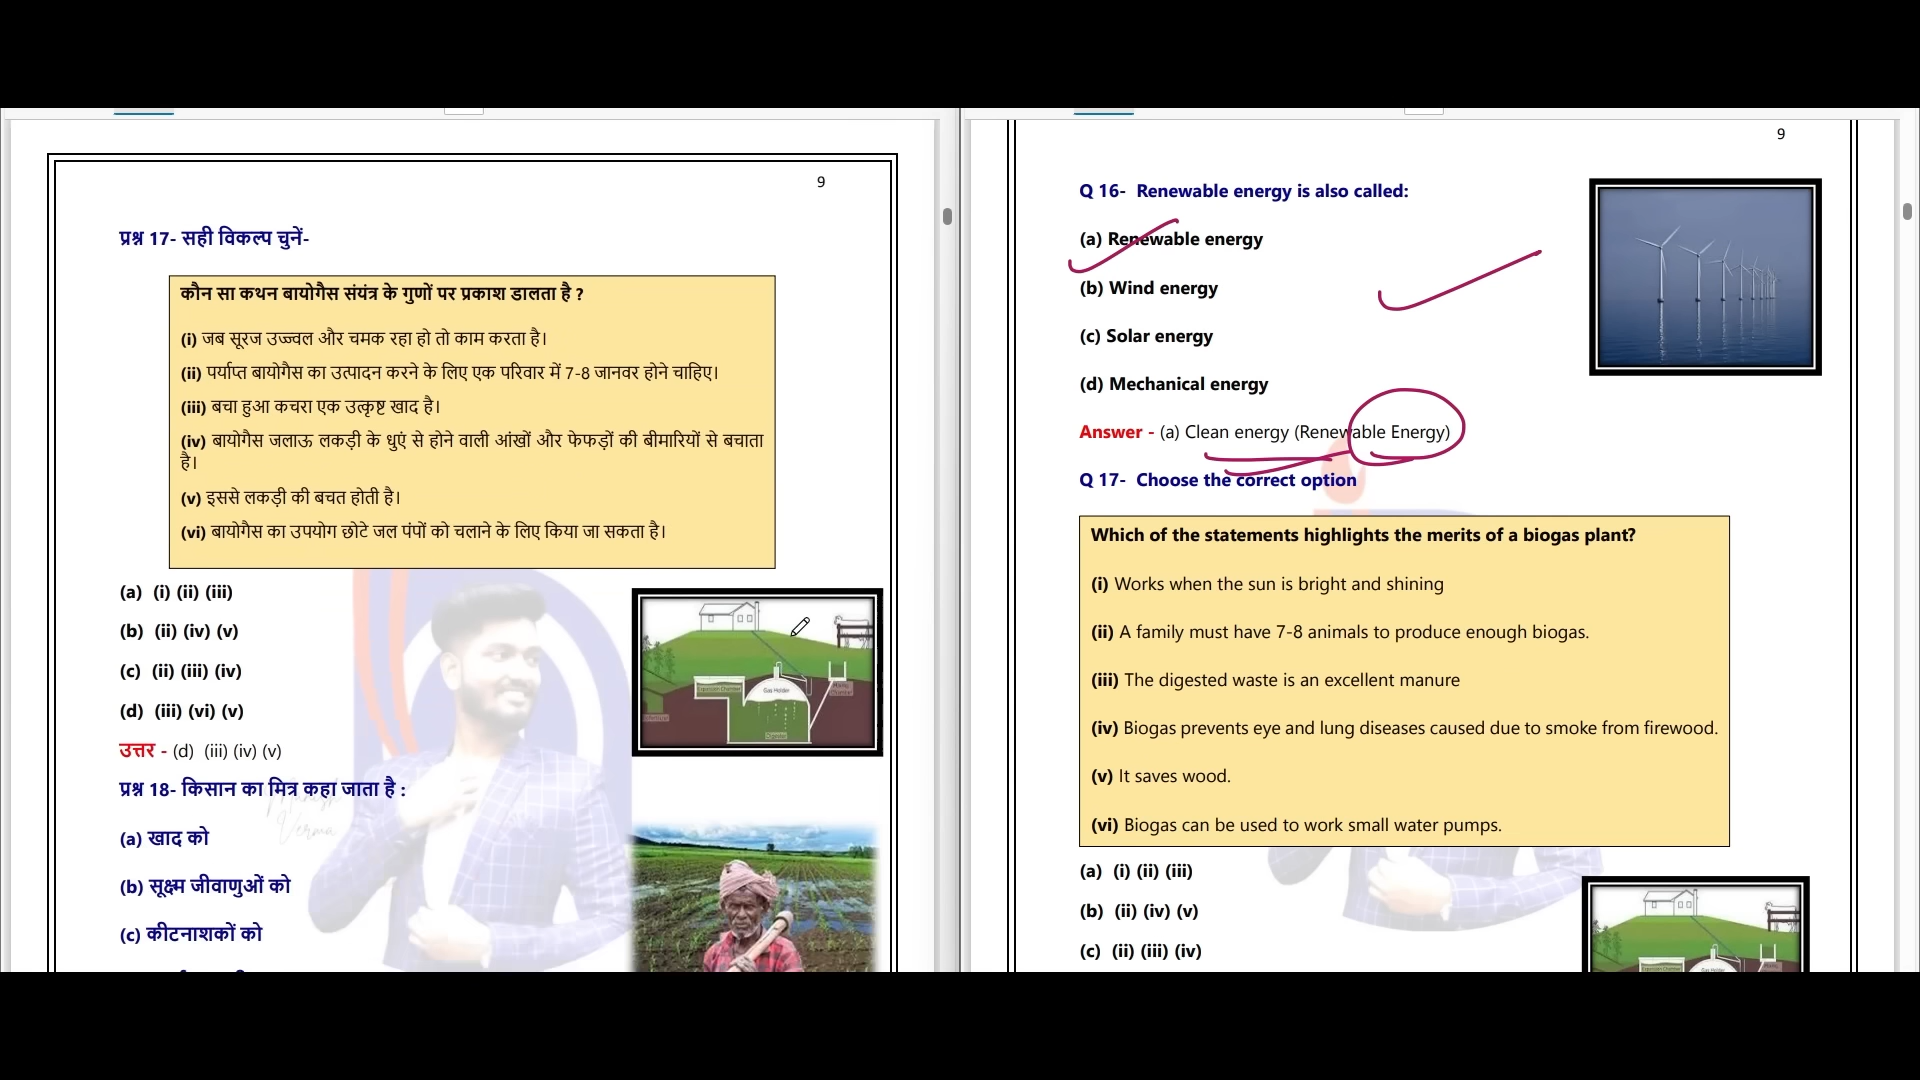 9
प्रश्न 17- सही विकल्प चुनें-
कौन सा कथन बायोगैस संयंत्र के गुणों पर प्रकाश डालता है ?
(i) जब सूरज उज्ज्वल और चमक रहा हो तो काम करता है।
(ii) पर्याप्त बायोगैस का उत्पादन करने के लिए एक परिवार में 7-8 जानवर होने चाहिए।
(iii) बचा हुआ कचरा एक उत्कृष्ट खाद है।
(iv) बायोगैस जलाऊ लकड़ी के धुएं से होने वाली आंखों और फेफड़ों की बीमारियों से बचाता
है।
(v) इससे लकड़ी की बचत होती है।
(vi) बायोगैस का उपयोग छोटे जल पंपों को चलाने के लिए किया जा सकता है।
(a) (i) (ii) (iii)
(b) (ii) (iv) (v)
(c) (ii) (iii) (iv)
(d) (iii) (vi) (v)
उत्तर - (d) (iii) (iv) (v)
Gas Holder
Digester
प्रश्न 18- किसान का मित्र कहा जाता है :
Manish
Verma
(a) खाद को
(b) सूक्ष्म जीवाणुओं को
(c) कीटनाशकों को
9
Q 16- Renewable energy is also called:
(a) Renewable energy
(b) Wind energy
(c) Solar energy
(d) Mechanical energy
Answer - (a) Clean energy (Renewable Energy)
Q 17- Choose the correct option
Which of the statements highlights the merits of a biogas plant?
(i) Works when the sun is bright and shining
(ii) A family must have 7-8 animals to produce enough biogas.
(iii) The digested waste is an excellent manure
(iv) Biogas prevents eye and lung diseases caused due to smoke from firewood.
(v) It saves wood.
(vi) Biogas can be used to work small water pumps.
(a) (i) (ii) (iii)
(b) (ii) (iv) (v)
(c) (ii) (iii) (iv)